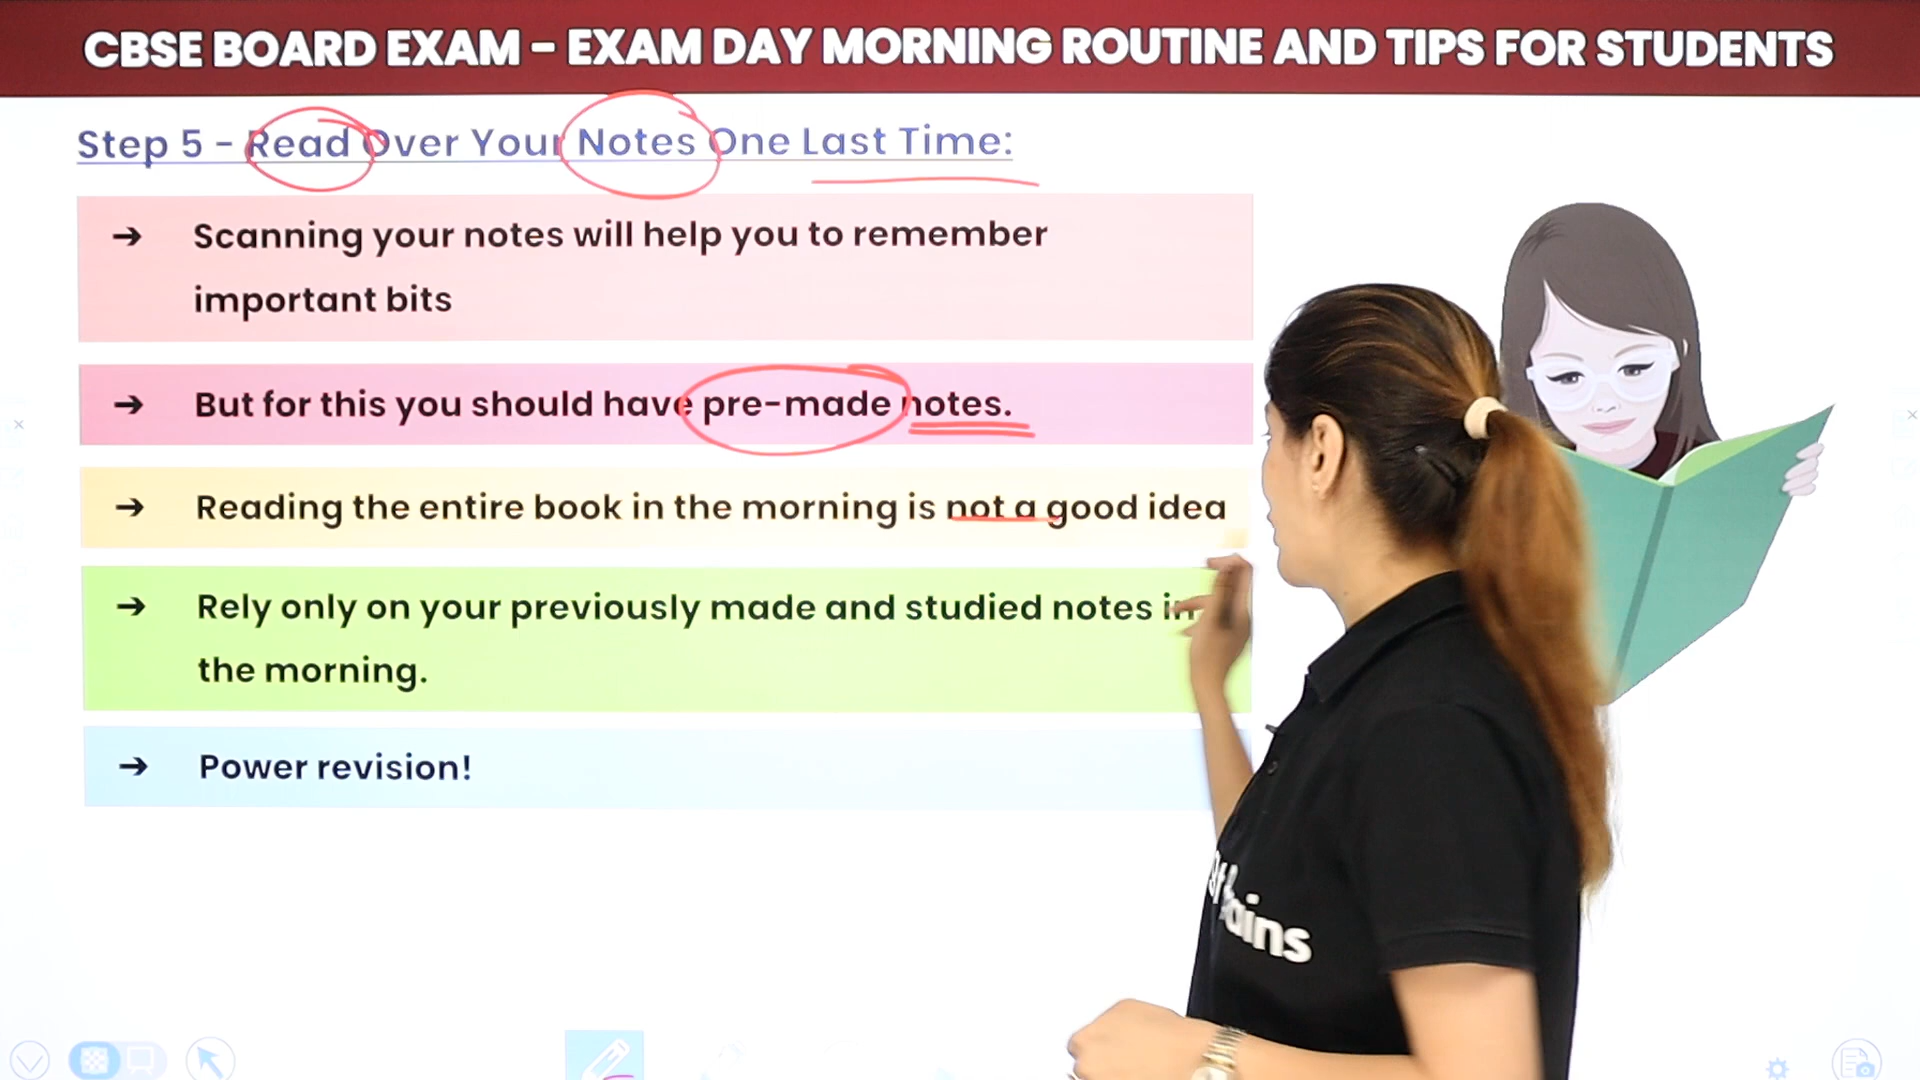 CBSE BOARD EXAM – EXAM DAY MORNING ROUTINE AND TIPS FOR STUDENTS
Step 5 - Read Over Your Notes One Last Time:
→ Scanning your notes will help you to remember
important bits
→ But for this you should have pre-made notes.
→ Reading the entire book in the morning is not a good idea
→ Rely only on your previously made and studied notes in
the morning.
→ Power revision!